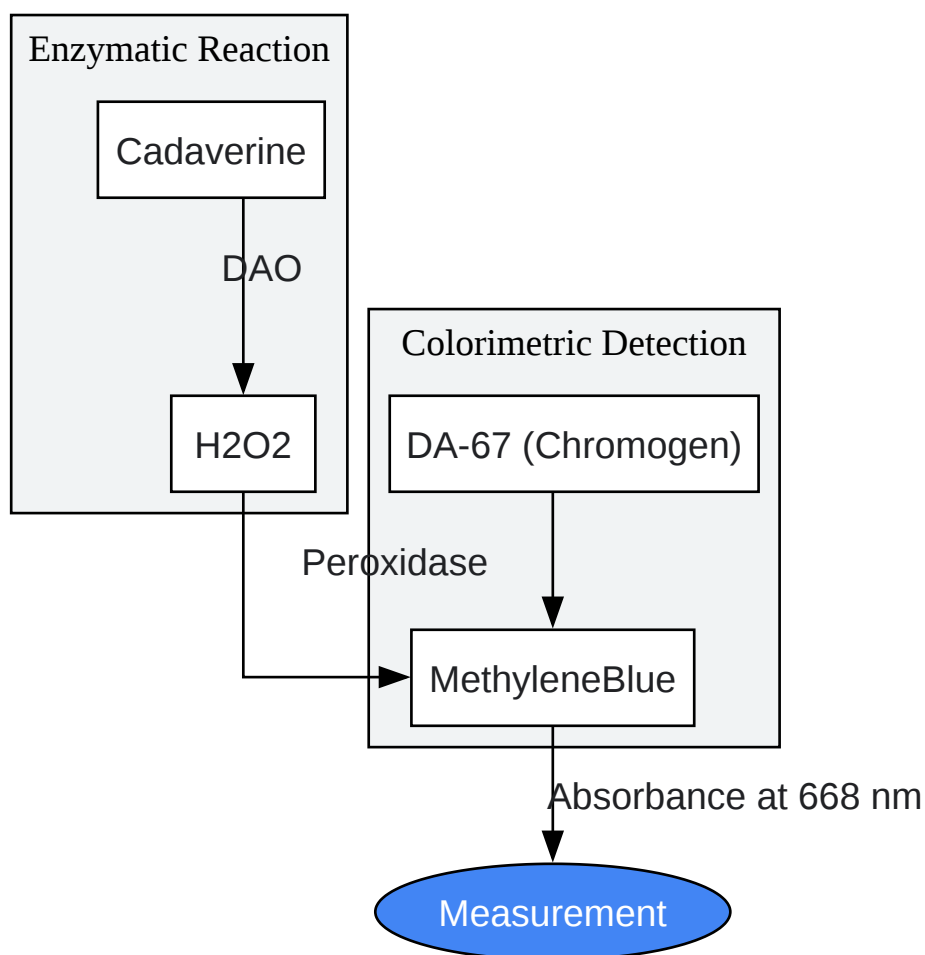 Enzymatic Reaction
Cadaverine
DAO
H2O2
Colorimetric Detection
DA-67 (Chromogen)
Peroxidase
MethyleneBlue
Absorbance at 668 nm
Measurement